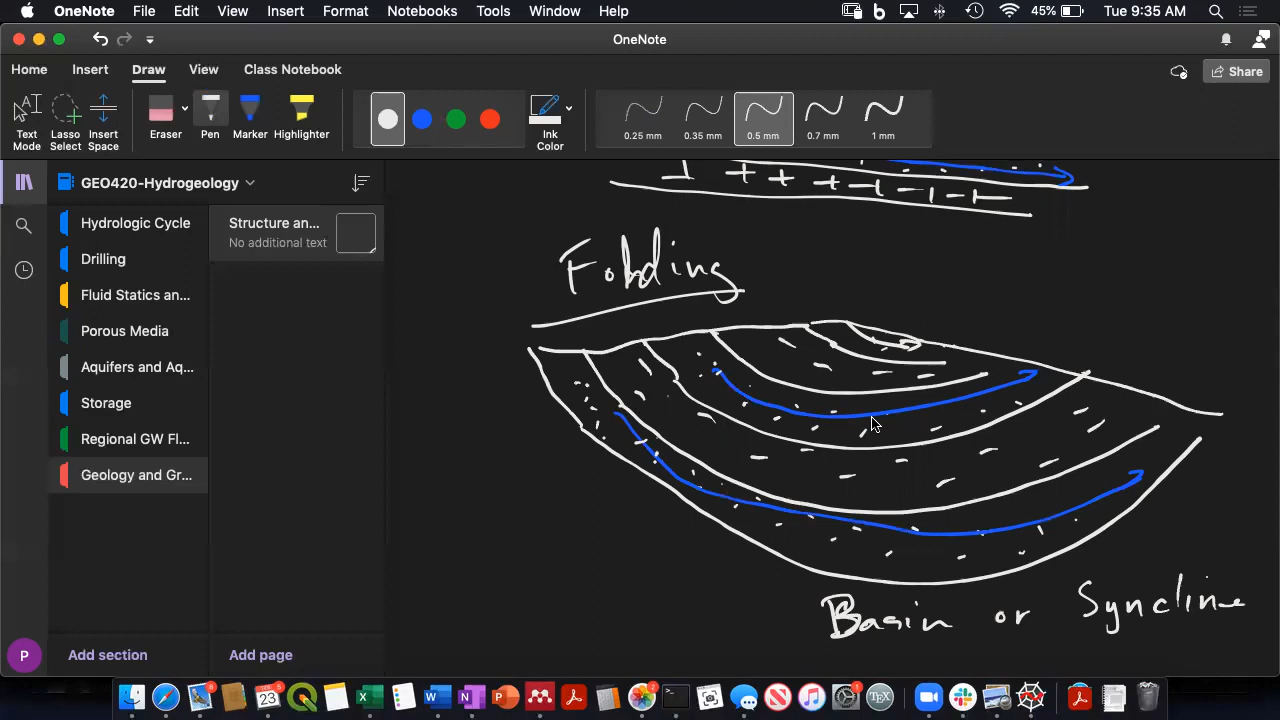 OneNote File Edit View Insert Format Notebooks Tools Window Help 45% Tue 9:35 AM
OneNote
Home Insert Draw View Class Notebook Share
Text Mode
Lasso Select
Insert Space
Eraser
Pen
Marker
Highlighter
Ink Color
0.25 mm 0.35 mm 0.5 mm 0.7 mm 1 mm
GEO420-Hydrogeology
Hydrologic Cycle
Drilling
Fluid Statics an...
Porous Media
Aquifers and Aq...
Storage
Regional GW Fl...
Geology and Gr...
Structure an...
No additional text
Folding
Basin or Syncline
P
Add section Add page